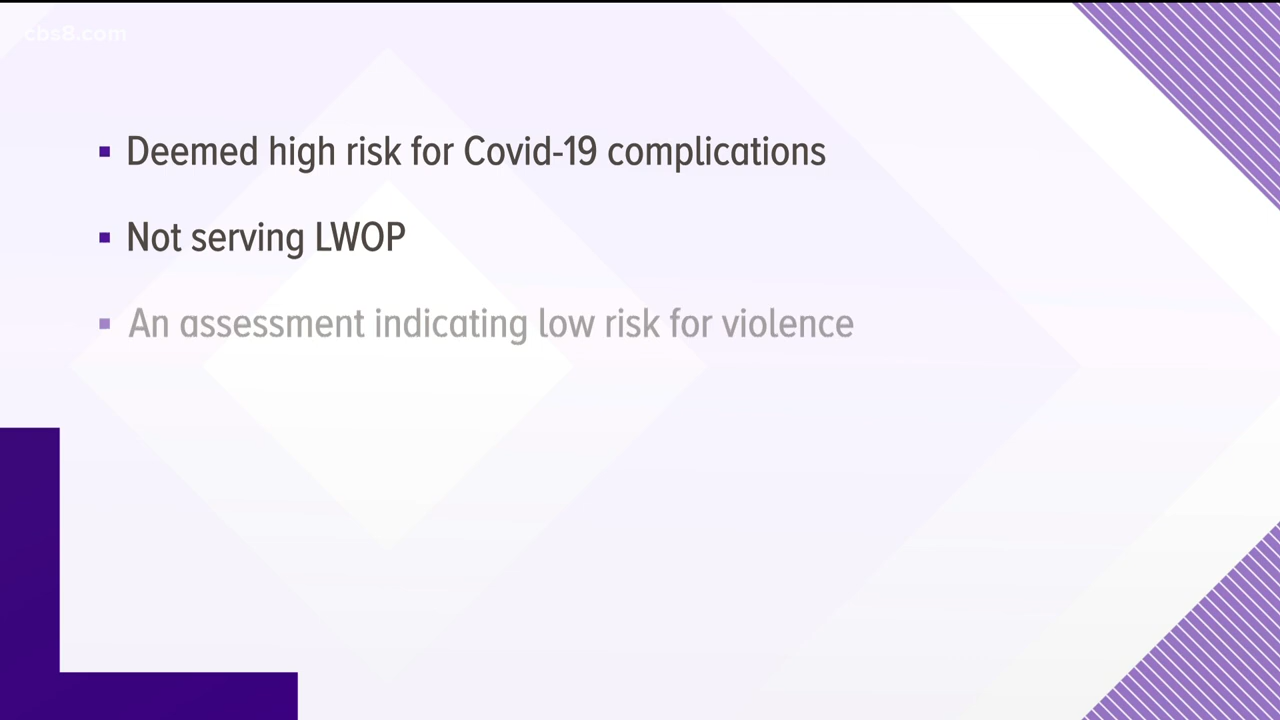 cbs8.com
▪ Deemed high risk for Covid-19 complications
▪ Not serving LWOP
▪ An assessment indicating low risk for violence